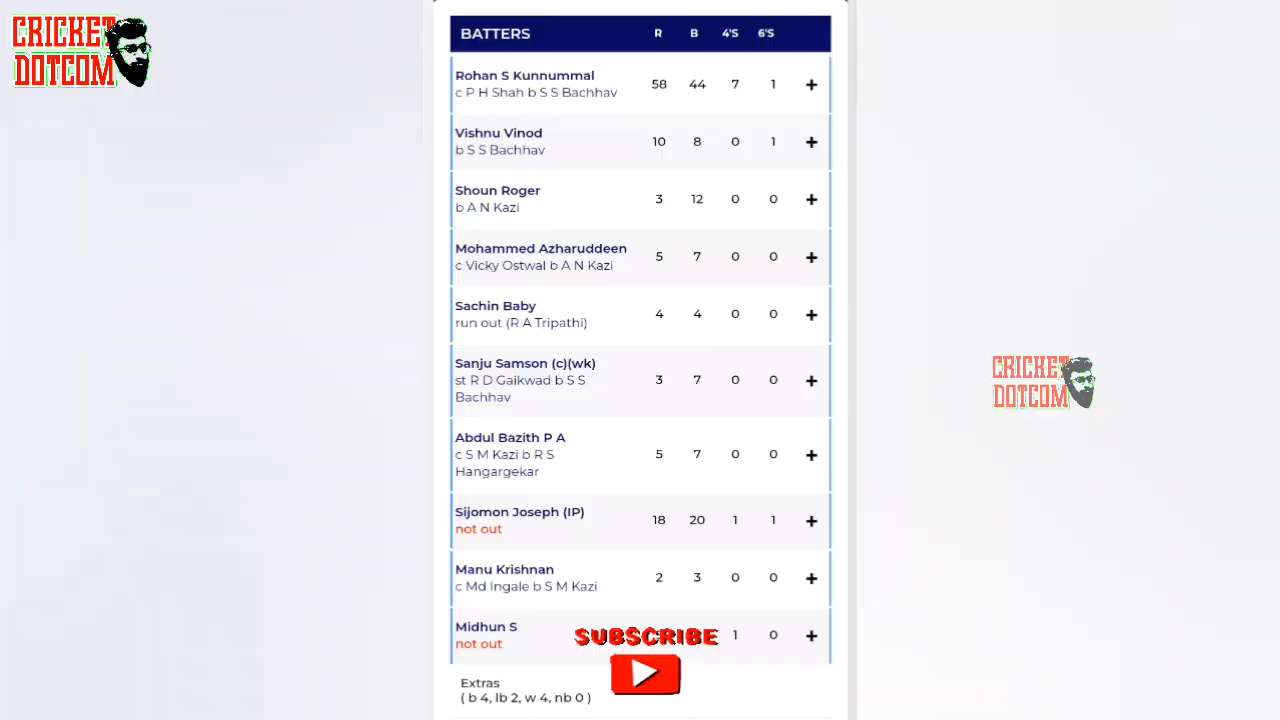 CRICKET
DOTCOM
BATTERS R B 4'S 6'S
Rohan S Kunnummal
c P H Shah b S S Bachhav 58 44 7 1 +
Vishnu Vinod
b S S Bachhav 10 8 0 1 +
Shoun Roger
b A N Kazi 3 12 0 0 +
Mohammed Azharuddeen
c Vicky Ostwal b A N Kazi 5 7 0 0 +
Sachin Baby
run out (R A Tripathi) 4 4 0 0 +
Sanju Samson (c)(wk)
st R D Gaikwad b S S 3 7 0 0 +
Bachhav
Abdul Bazith P A
c S M Kazi b R S 5 7 0 0 +
Hangargekar
Sijomon Joseph (IP)
not out 18 20 1 1 +
Manu Krishnan
c Md Ingale b S M Kazi 2 3 0 0 +
Midhun S
not out 1 0 +
SUBSCRIBE
Extras
( b 4, lb 2, w 4, nb 0 )
CRICKET
DOTCOM